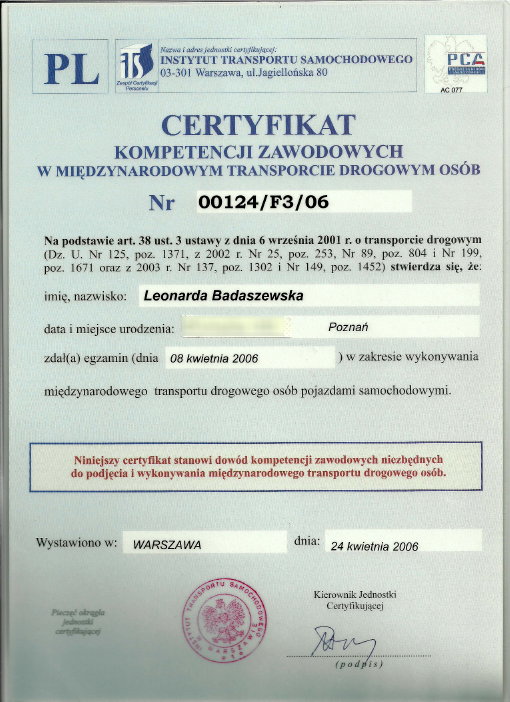 PL
ITS
Zespół Certyfikacji
Personelu
Nazwa i adres jednostki certyfikującej:
INSTYTUT TRANSPORTU SAMOCHODOWEGO
03-301 Warszawa, ul.Jagiellońska 80
PCA
AC 077
CERTYFIKAT
KOMPETENCJI ZAWODOWYCH
W MIĘDZYNARODOWYM TRANSPORCIE DROGOWYM OSÓB
Nr 00124/F3/06
Na podstawie art. 38 ust. 3 ustawy z dnia 6 września 2001 r. o transporcie drogowym
(Dz. U. Nr 125, poz. 1371, z 2002 r. Nr 25, poz. 253, Nr 89, poz. 804 i Nr 199,
poz. 1671 oraz z 2003 r. Nr 137, poz. 1302 i Nr 149, poz. 1452) stwierdza się, że:
imię, nazwisko: Leonarda Badaszewska
data i miejsce urodzenia: Poznań
zdał(a) egzamin (dnia 08 kwietnia 2006 ) w zakresie wykonywania
międzynarodowego transportu drogowego osób pojazdami samochodowymi.
Niniejszy certyfikat stanowi dowód kompetencji zawodowych niezbędnych
do podjęcia i wykonywania międzynarodowego transportu drogowego osób.
Wystawiono w: WARSZAWA dnia: 24 kwietnia 2006
Pieczęć okrągła
jednostki
certyfikującej
INSTYTUT TRANSPORTU SAMOCHODOWEGO
W WARSZAWIE
Kierownik Jednostki
Certyfikującej
(podpis)